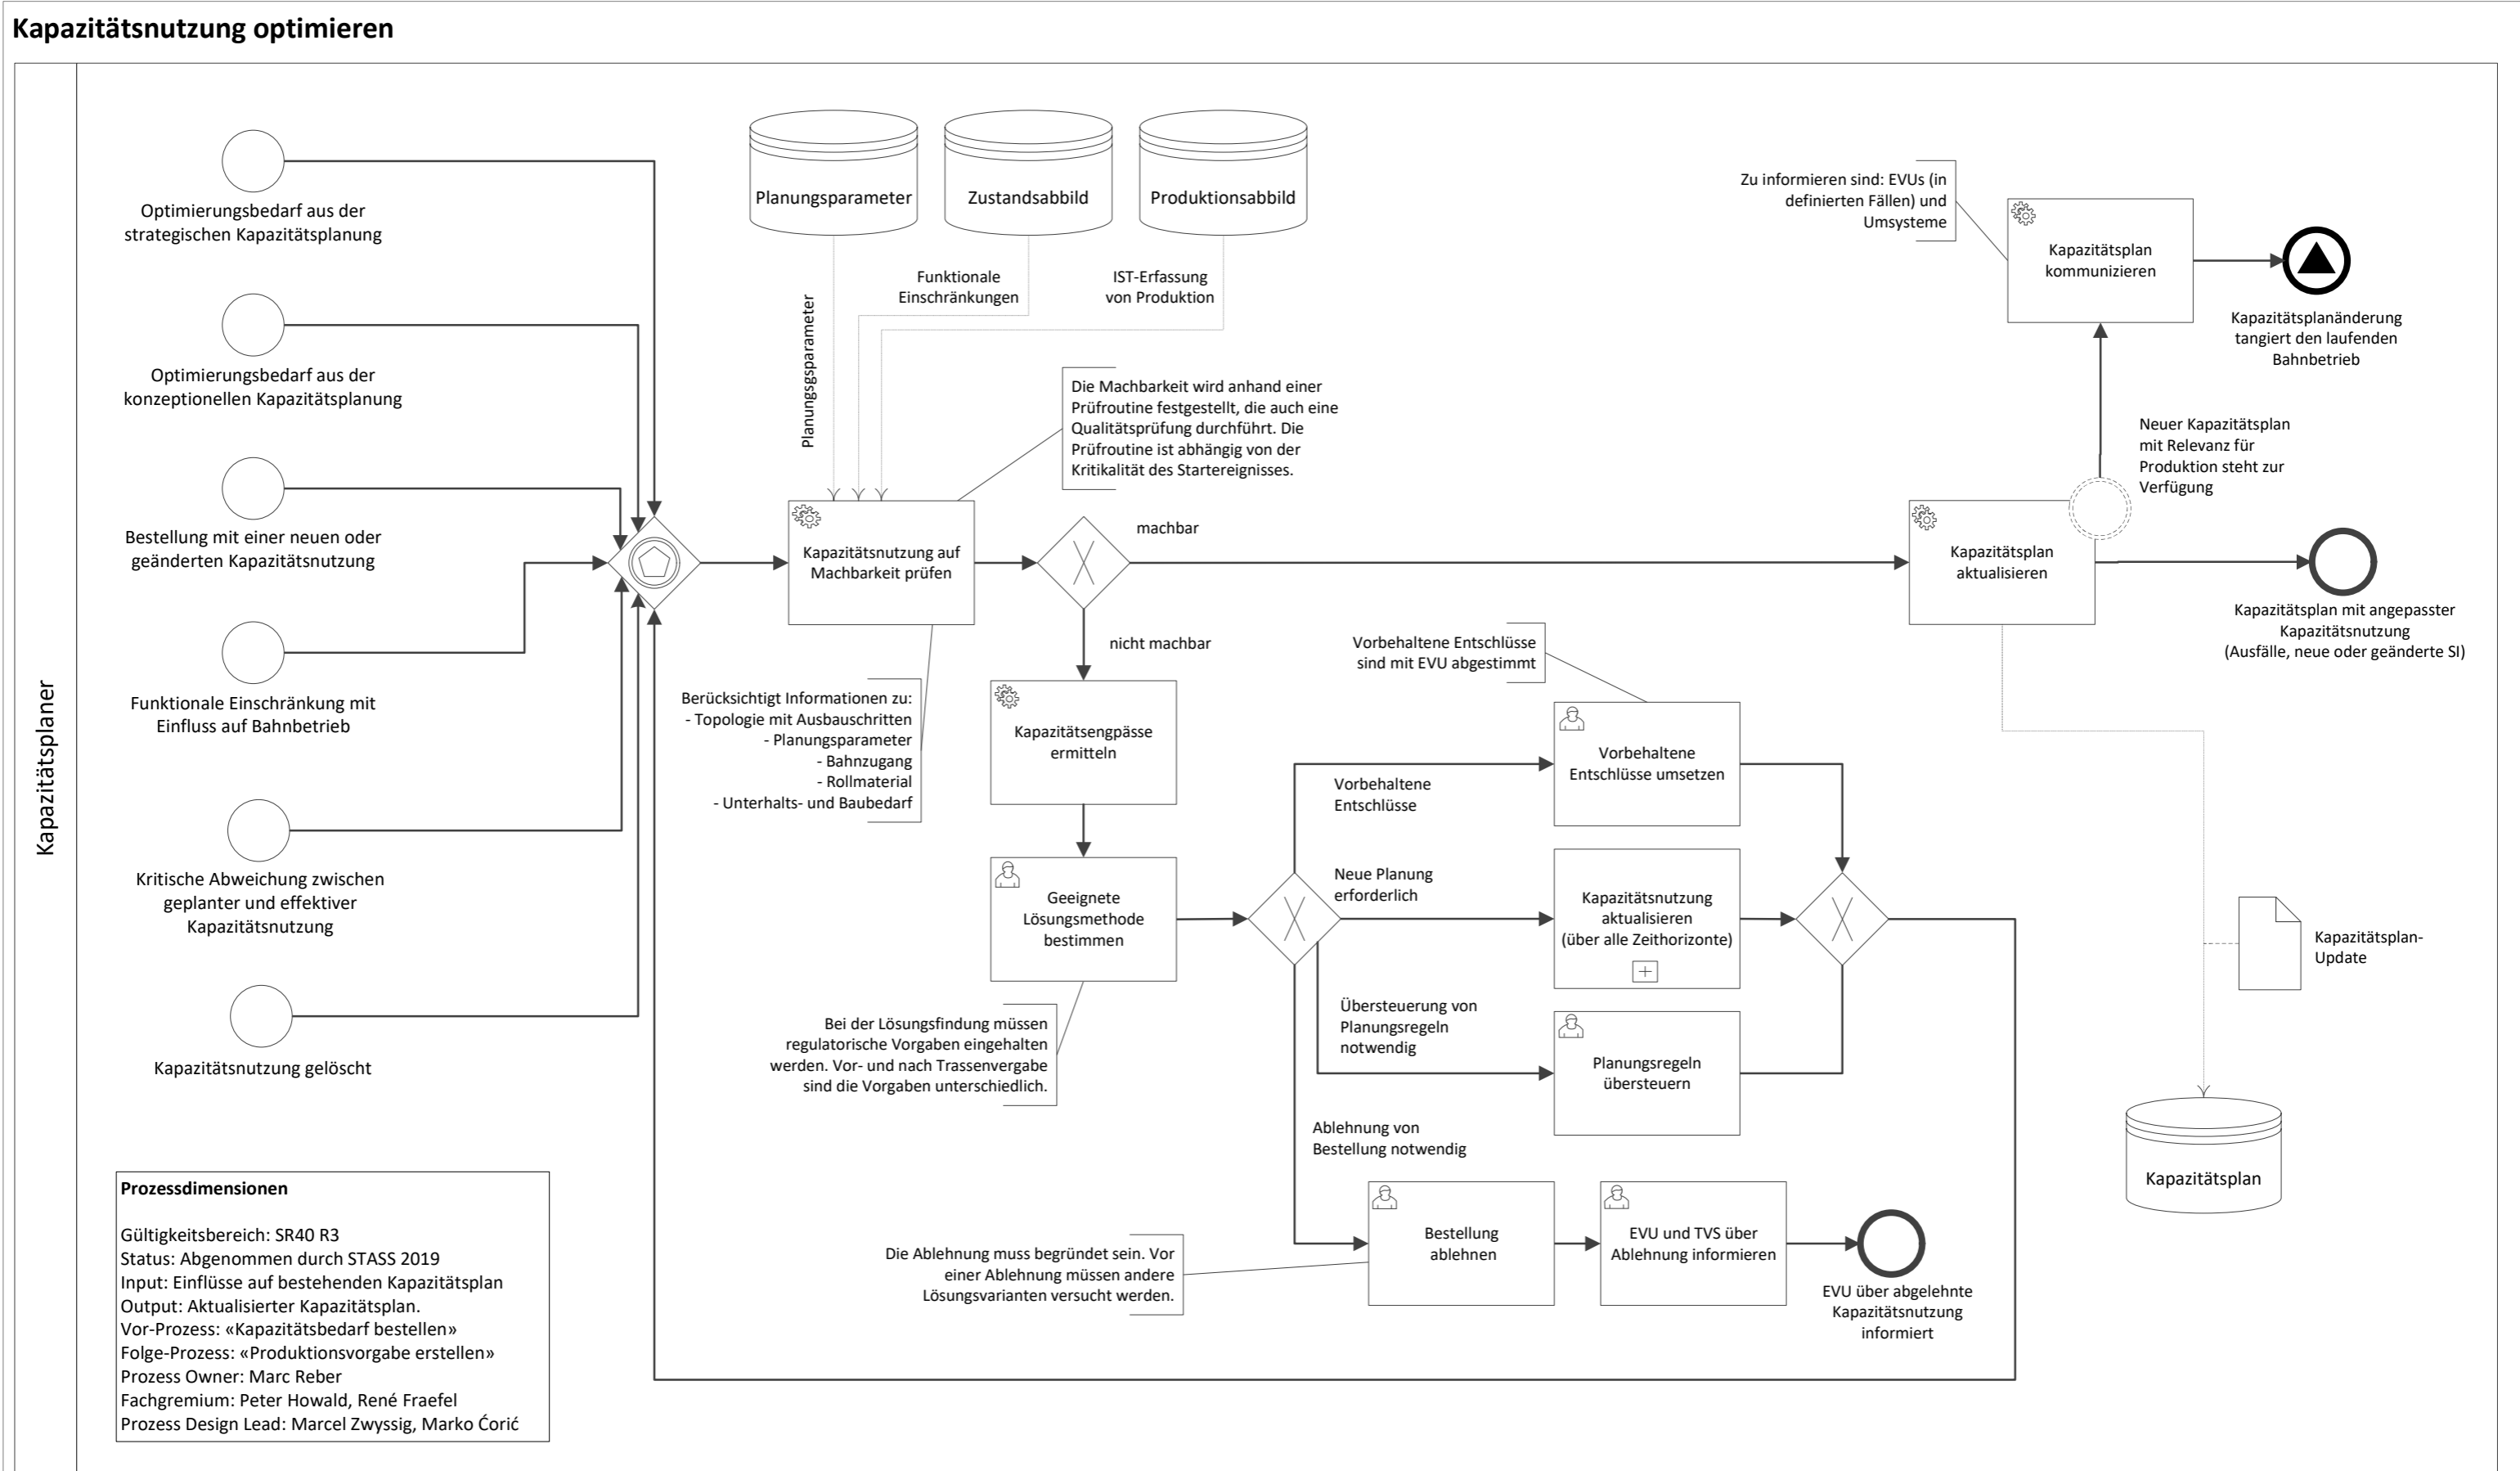 Kapazitätsnutzung optimieren
Kapazitätsplaner
Optimierungsbedarf aus der
strategischen Kapazitätsplanung
Optimierungsbedarf aus der
konzeptionellen Kapazitätsplanung
Bestellung mit einer neuen oder
geänderten Kapazitätsnutzung
Funktionale Einschränkung mit
Einfluss auf Bahnbetrieb
Kritische Abweichung zwischen
geplanter und effektiver
Kapazitätsnutzung
Kapazitätsnutzung gelöscht
Planungsparameter
Zustandsabbild
Produktionsabbild
Planungsgsparameter
Funktionale
Einschränkungen
IST-Erfassung
von Produktion
Die Machbarkeit wird anhand einer
Prüfroutine festgestellt, die auch eine
Qualitätsprüfung durchführt. Die
Prüfroutine ist abhängig von der
Kritikalität des Startereignisses.
Kapazitätsnutzung auf
Machbarkeit prüfen
machbar
nicht machbar
Berücksichtigt Informationen zu:
- Topologie mit Ausbauschritten
- Planungsparameter
- Bahnzugang
- Rollmaterial
- Unterhalts- und Baubedarf
Kapazitätsengpässe
ermitteln
Geeignete
Lösungsmethode
bestimmen
Bei der Lösungsfindung müssen
regulatorische Vorgaben eingehalten
werden. Vor- und nach Trassenvergabe
sind die Vorgaben unterschiedlich.
Vorbehaltene Entschlüsse
sind mit EVU abgestimmt
Vorbehaltene
Entschlüsse
Vorbehaltene
Entschlüsse umsetzen
Neue Planung
erforderlich
Kapazitätsnutzung
aktualisieren
(über alle Zeithorizonte)
Übersteuerung von
Planungsregeln
notwendig
Planungsregeln
übersteuern
Ablehnung von
Bestellung notwendig
Die Ablehnung muss begründet sein. Vor
einer Ablehnung müssen andere
Lösungsvarianten versucht werden.
Bestellung
ablehnen
EVU und TVS über
Ablehnung informieren
EVU über abgelehnte
Kapazitätsnutzung
informiert
Zu informieren sind: EVUs (in
definierten Fällen) und
Umsysteme
Kapazitätsplan
kommunizieren
Kapazitätsplanänderung
tangiert den laufenden
Bahnbetrieb
Neuer Kapazitätsplan
mit Relevanz für
Produktion steht zur
Verfügung
Kapazitätsplan
aktualisieren
Kapazitätsplan mit angepasster
Kapazitätsnutzung
(Ausfälle, neue oder geänderte SI)
Kapazitätsplan-
Update
Kapazitätsplan
Prozessdimensionen
Gültigkeitsbereich: SR40 R3
Status: Abgenommen durch STASS 2019
Input: Einflüsse auf bestehenden Kapazitätsplan
Output: Aktualisierter Kapazitätsplan.
Vor-Prozess: «Kapazitätsbedarf bestellen»
Folge-Prozess: «Produktionsvorgabe erstellen»
Prozess Owner: Marc Reber
Fachgremium: Peter Howald, René Fraefel
Prozess Design Lead: Marcel Zwyssig, Marko Ćorić